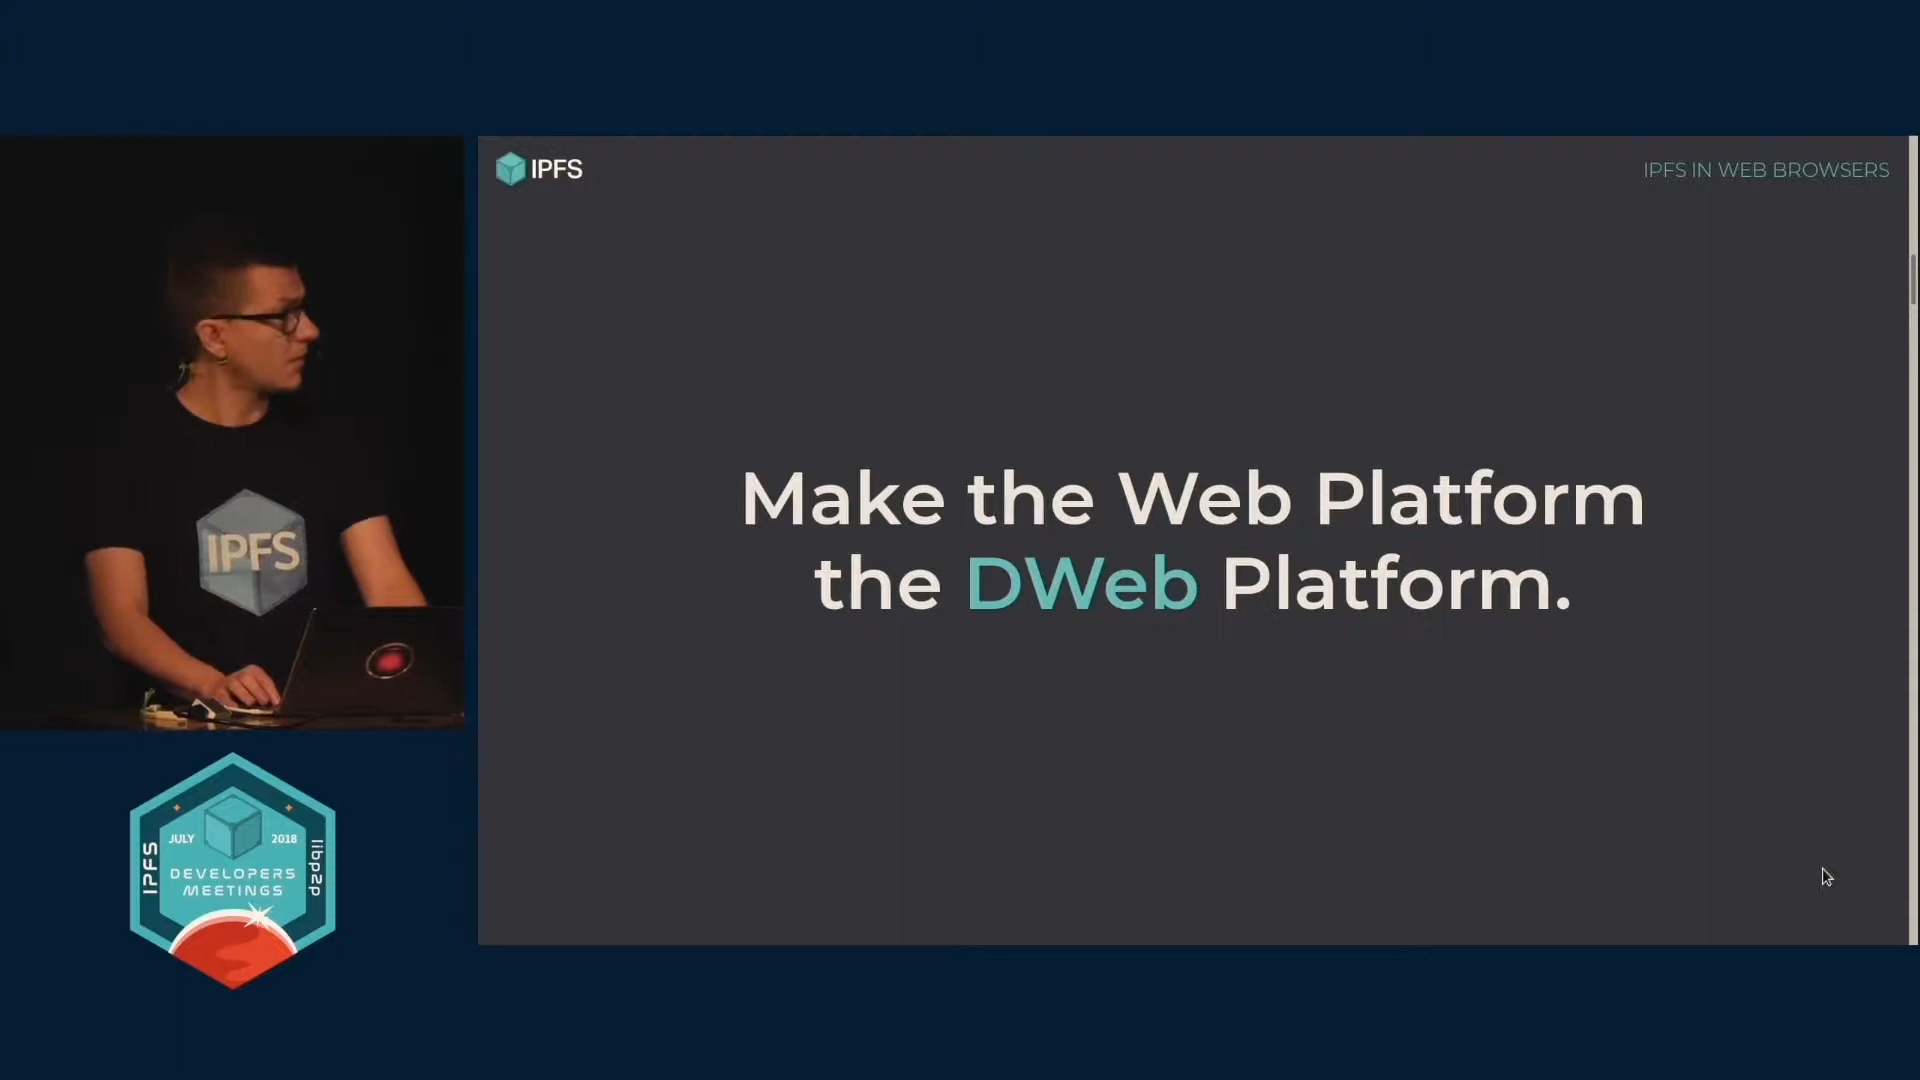 IPFS
IPFS IN WEB BROWSERS
Make the Web Platform
the DWeb Platform.
IPFS
JULY 2018
IPFS
DEVELOPERS
MEETINGS
libp2p